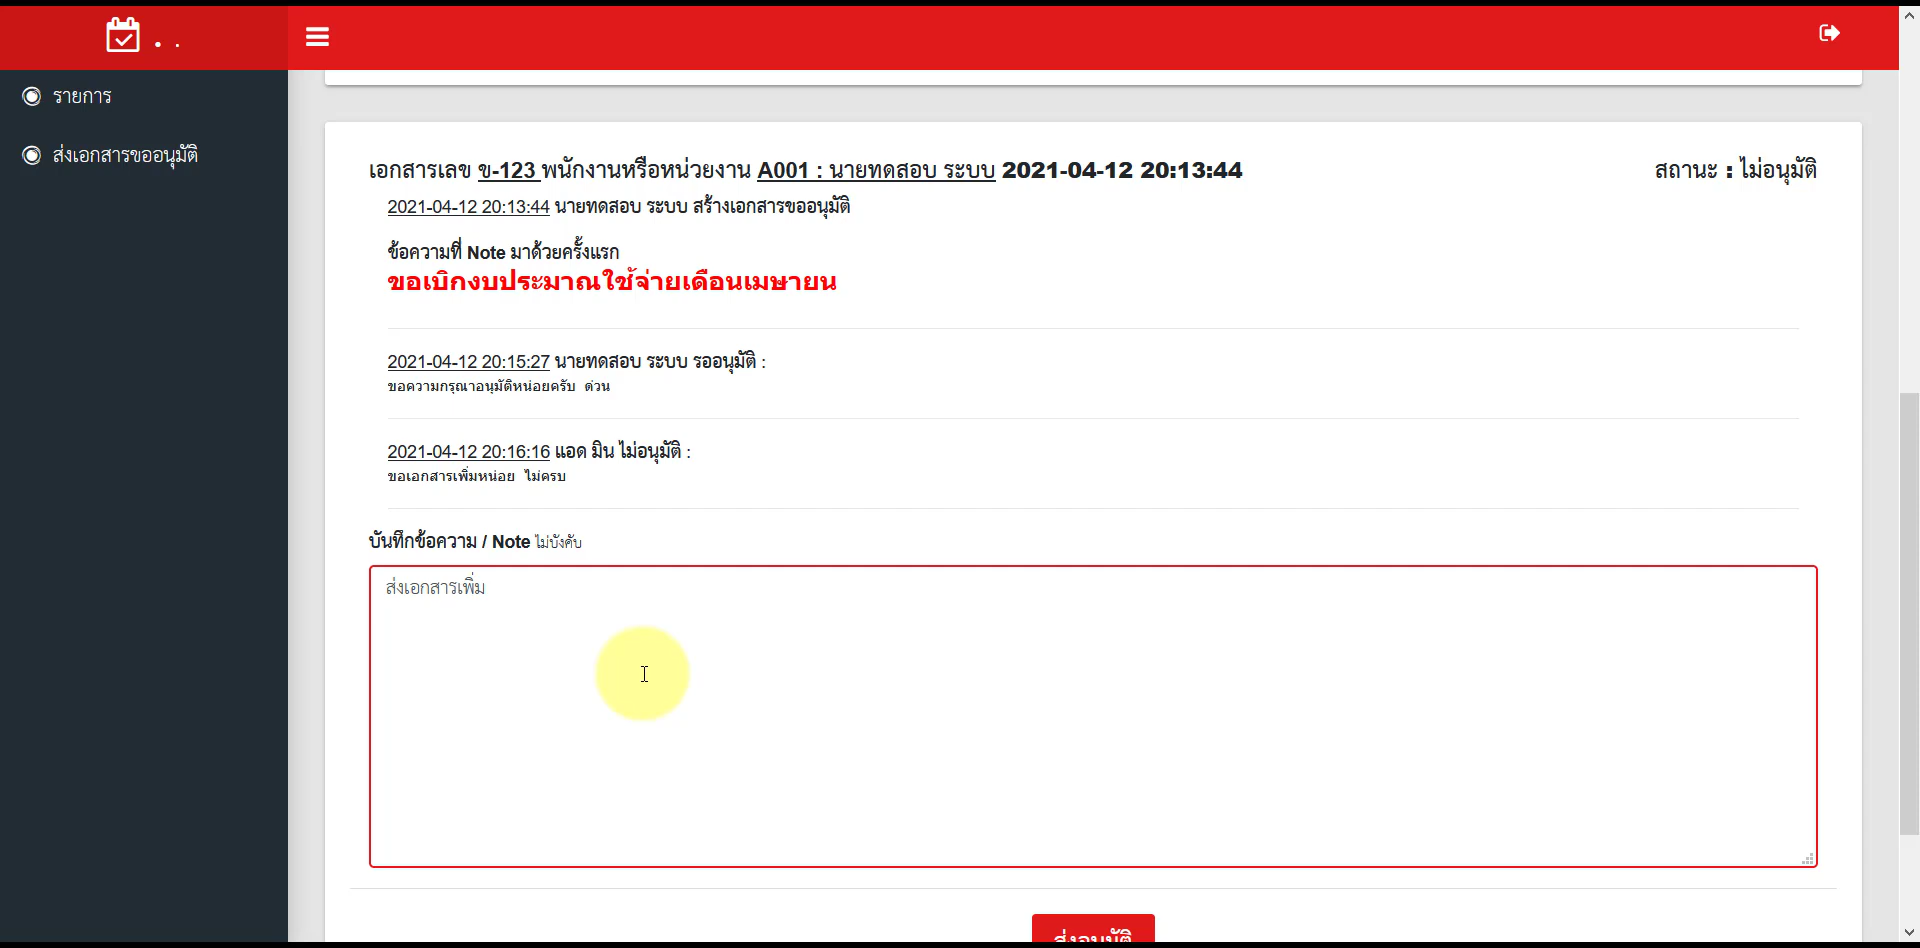 รายการ
ส่งเอกสารขออนุมัติ
เอกสารเลข ข-123 พนักงานหรือหน่วยงาน A001 : นายทดสอบ ระบบ 2021-04-12 20:13:44
สถานะ : ไม่อนุมัติ
2021-04-12 20:13:44 นายทดสอบ ระบบ สร้างเอกสารขออนุมัติ
ข้อความที่ Note มาด้วยครั้งแรก
ขอเบิกงบประมาณใช้จ่ายเดือนเมษายน
2021-04-12 20:15:27 นายทดสอบ ระบบ รออนุมัติ :
ขอความกรุณาอนุมัติหน่อยครับ ด่วน
2021-04-12 20:16:16 แอด มิน ไม่อนุมัติ :
ขอเอกสารเพิ่มหน่อย ไม่ครบ
บันทึกข้อความ / Note ไม่บังคับ
ส่งเอกสารเพิ่ม
ส่งอนุมัติ